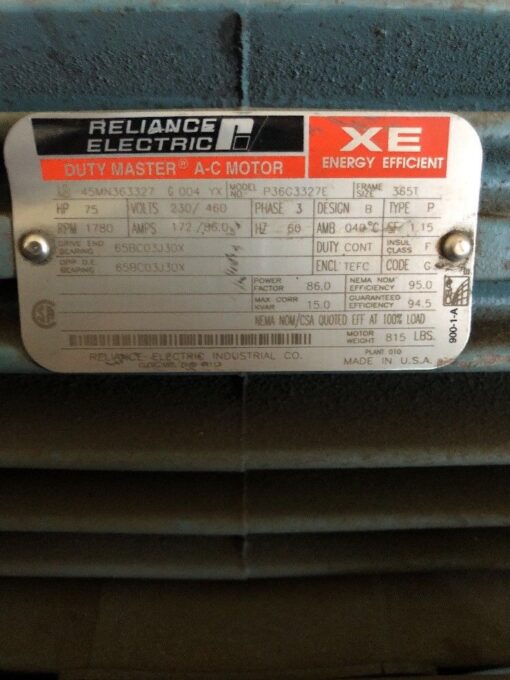 RELIANCE
ELECTRIC
XE
ENERGY EFFICIENT
DUTY MASTER® A-C MOTOR
45MN363327 G 004 YX MODEL NO. P36G3327E FRAME SIZE 365T
HP 75 VOLTS 230/460 PHASE 3 DESIGN B TYPE P
RPM 1780 AMPS 172/86.0 HZ 60 AMB 040°C SF 1.15
DRIVE END BEARING 65BC03J30X DUTY CONT INSUL CLASS F
OPP D.E. BEARING 65BC03J30X ENCL TEFC CODE G
POWER FACTOR 86.0 NEMA NOM EFFICIENCY 95.0
MAX CORR KVAR 15.0 GUARANTEED EFFICIENCY 94.5
NEMA NOM/CSA QUOTED EFF AT 100% LOAD
MOTOR WEIGHT 815 LBS.
RELIANCE ELECTRIC INDUSTRIAL CO.
PLANT 010
MADE IN U.S.A.
900-1-A